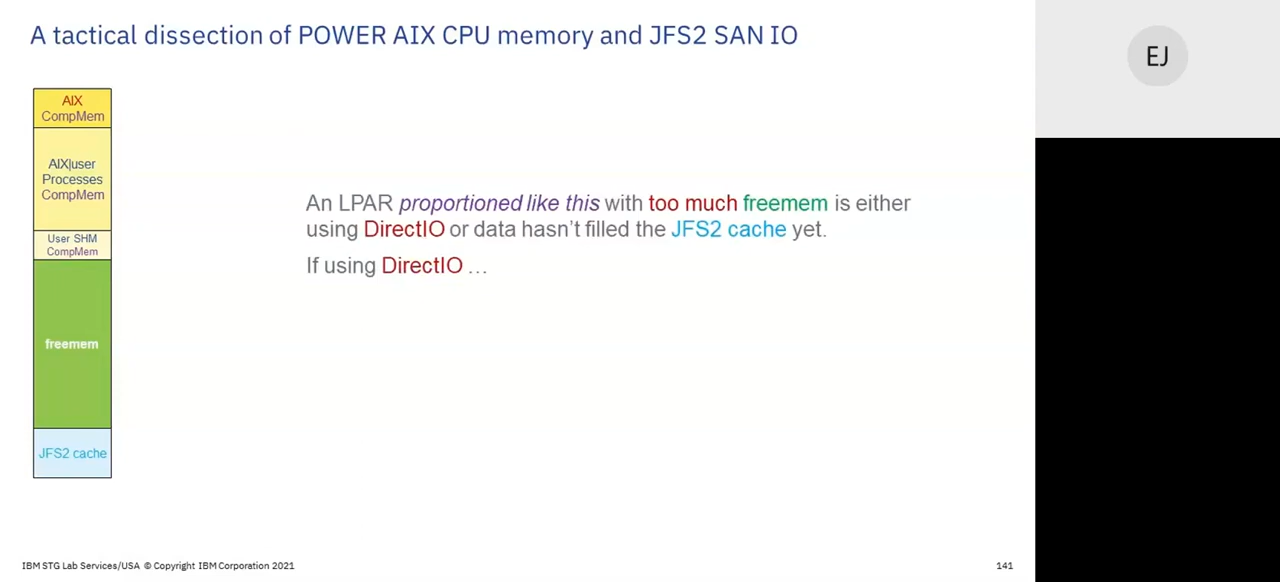 A tactical dissection of POWER AIX CPU memory and JFS2 SAN IO
EJ
AIX
CompMem
AIX|user
Processes
CompMem
User SHM
CompMem
freemem
JFS2 cache
An LPAR proportioned like this with too much freemem is either
using DirectIO or data hasn't filled the JFS2 cache yet.
If using DirectIO …
IBM STG Lab Services/USA © Copyright IBM Corporation 2021
141